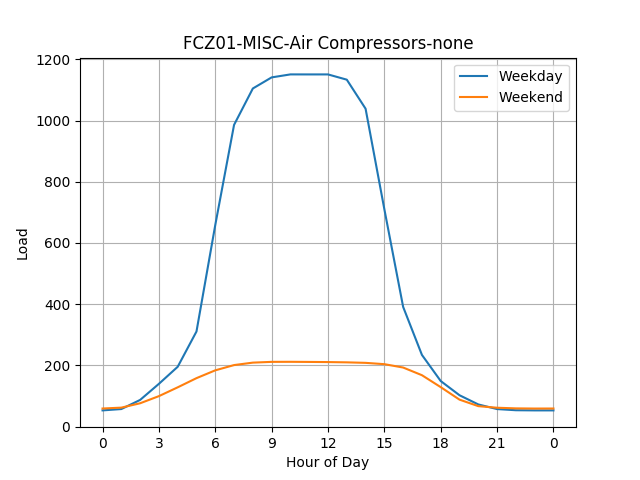 FCZ01-MISC-Air Compressors-none
Weekday
Weekend
Load
1200
1000
800
600
400
200
0
0 3 6 9 12 15 18 21 0
Hour of Day